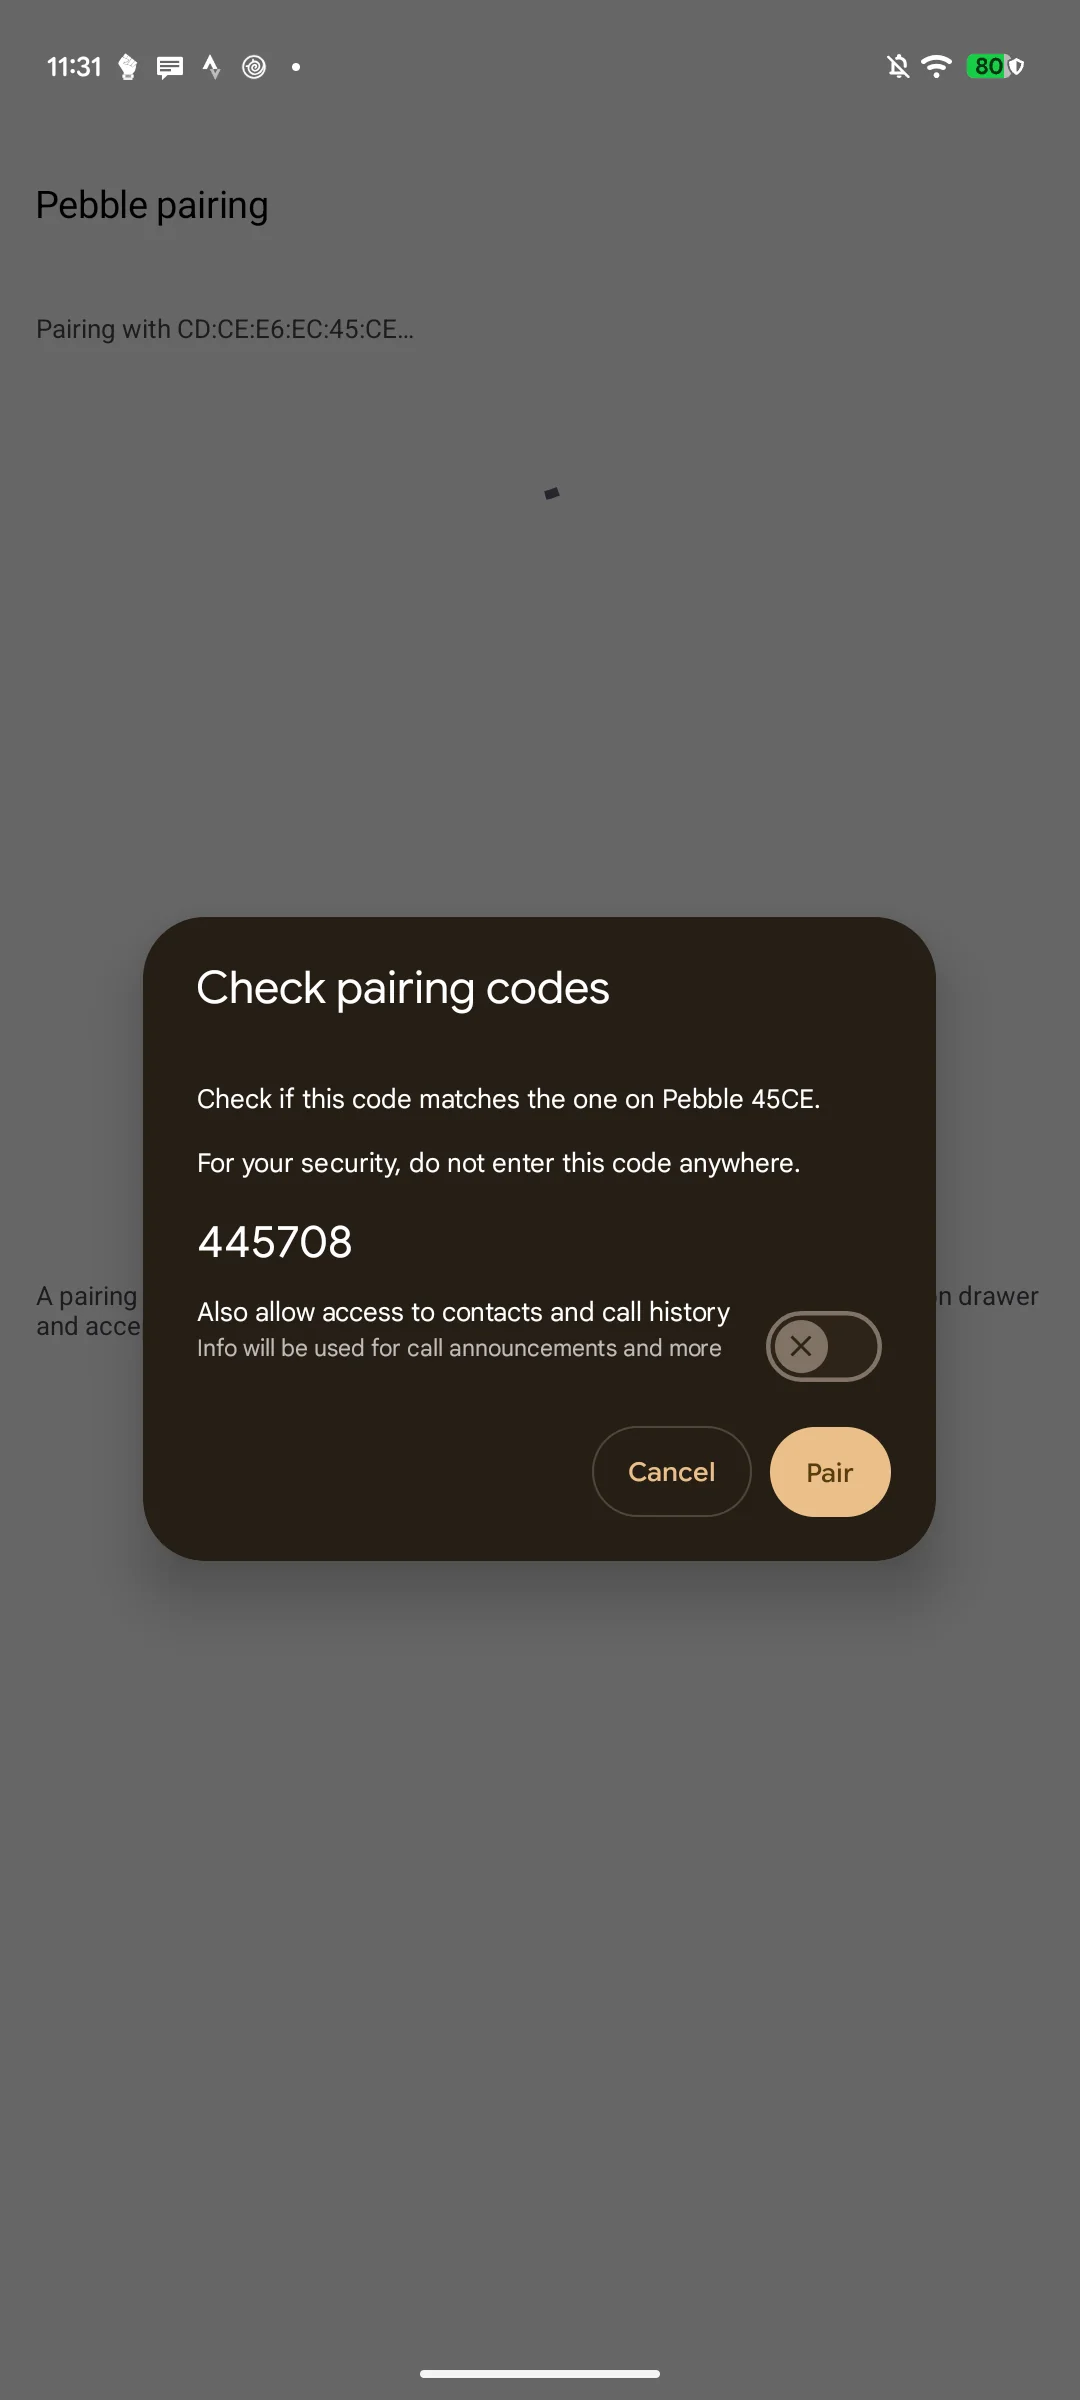 11:31
80
Pebble pairing
Pairing with CD:CE:E6:EC:45:CE...
Check pairing codes
Check if this code matches the one on Pebble 45CE.
For your security, do not enter this code anywhere.
445708
A pairing
drawer
and
Also allow access to contacts and call history
Info will be used for call announcements and more
Cancel
Pair